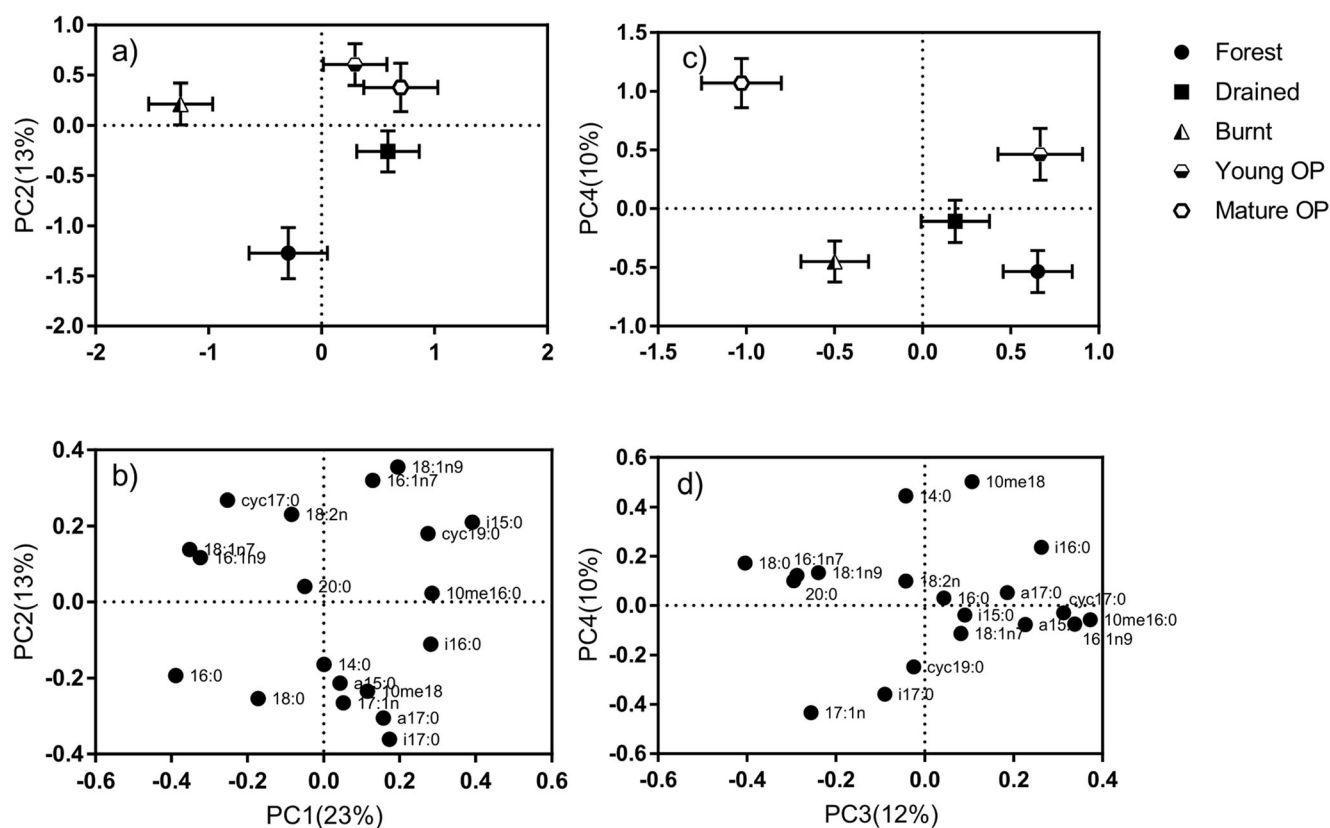 a)
PC2(13%)
1.0
0.5
0.0
-0.5
-1.0
-1.5
-2.0
-2
-1
0
1
2
c)
PC4(10%)
1.5
1.0
0.5
0.0
-0.5
-1.0
-1.5
-1.0
-0.5
0.0
0.5
1.0
Forest
Drained
Burnt
Young OP
Mature OP
b)
PC2(13%)
0.4
0.2
0.0
-0.2
-0.4
18:1n9
16:1n7
cyc17:0
18:2n
i15:0
cyc19:0
18:1n7
16:1n9
20:0
10me16:0
i16:0
14:0
16:0
a15:0
10me18
18:0
17:1n
a17:0
i17:0
-0.6
-0.4
-0.2
0.0
0.2
0.4
0.6
PC1(23%)
d)
PC4(10%)
0.6
0.4
0.2
0.0
-0.2
-0.4
-0.6
10me18
14:0
i16:0
18:0
16:1n7
18:1n9
20:0
18:2n
16:0
a17:0
cyc17:0
i15:0
a15:
10me16:0
18:1n7
16:1n9
cyc19:0
i17:0
17:1n
-0.6
-0.4
-0.2
0.0
0.2
0.4
PC3(12%)